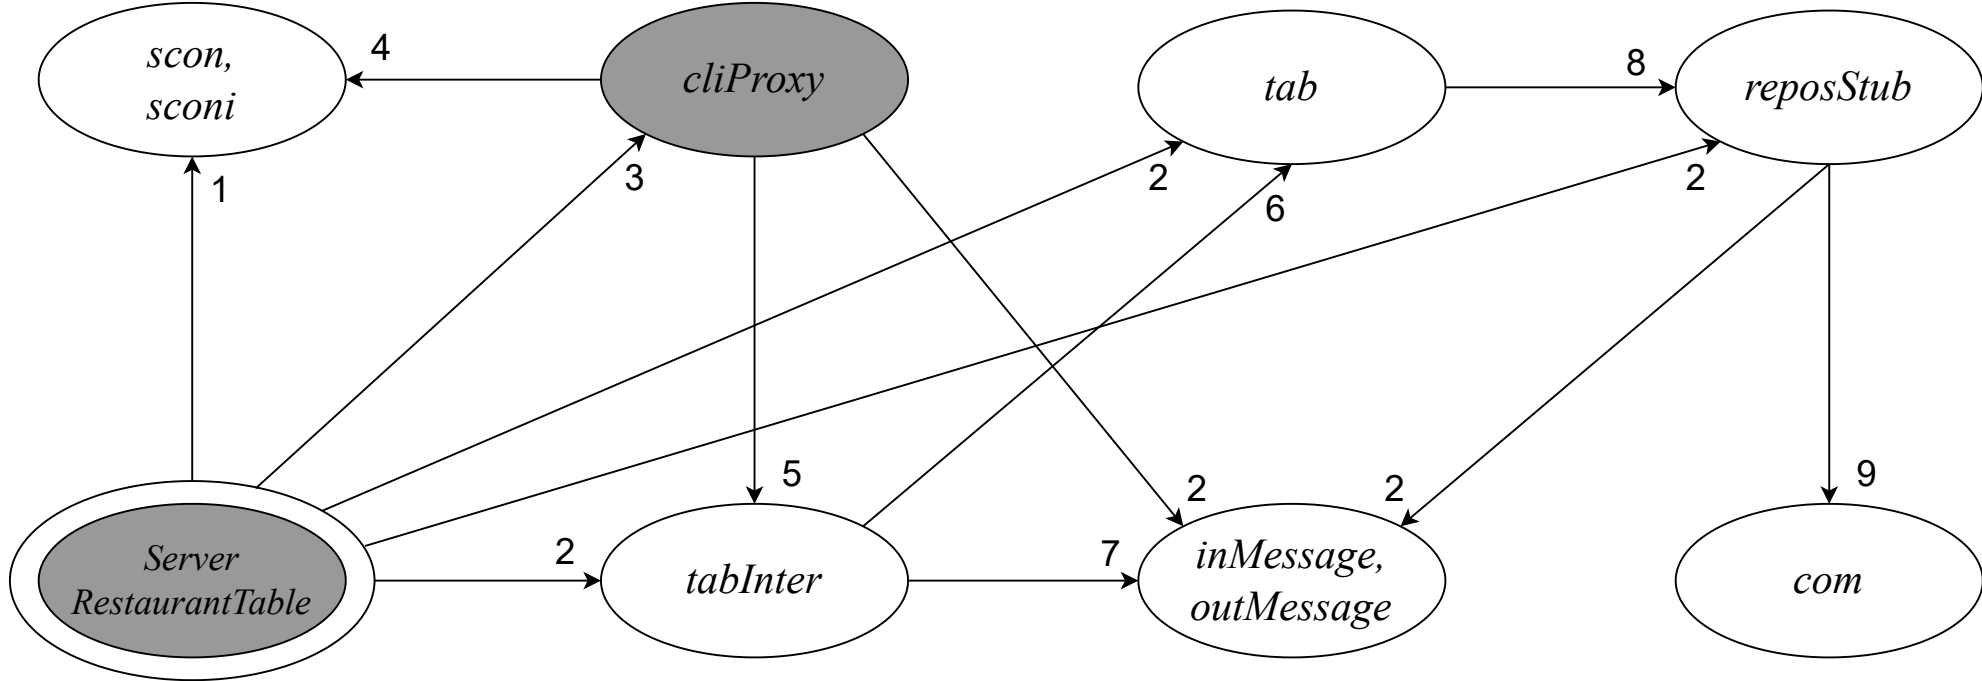 scon,
sconi
4
cliProxy
tab
8
reposStub
1
3
2
6
2
5
2
2
9
Server
RestaurantTable
2
tabInter
7
inMessage,
outMessage
com